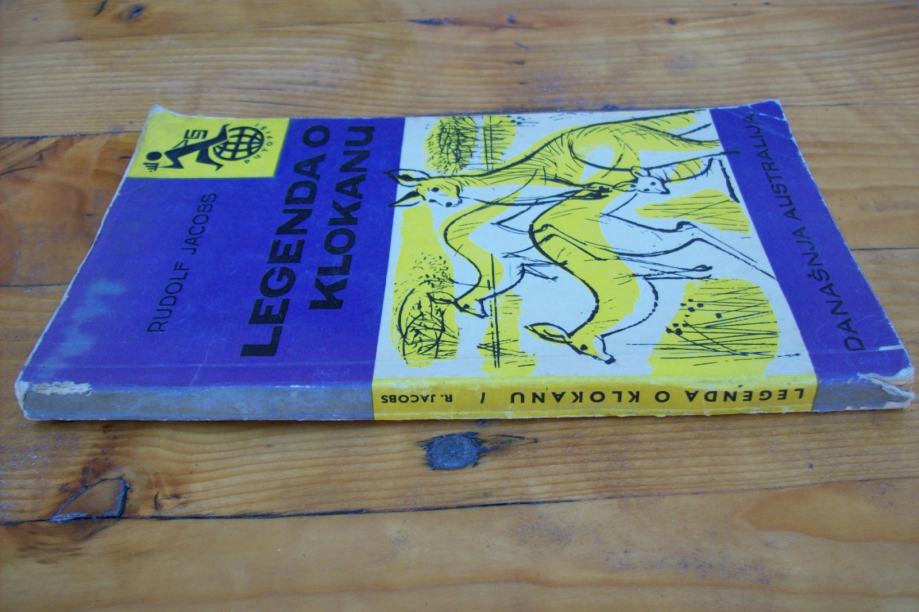 RUDOLF JACOBS
LEGENDA O
KLOKANU
DANAŠNJA AUSTRALIJA
LEGENDA O KLOKANU / R. JACOBS